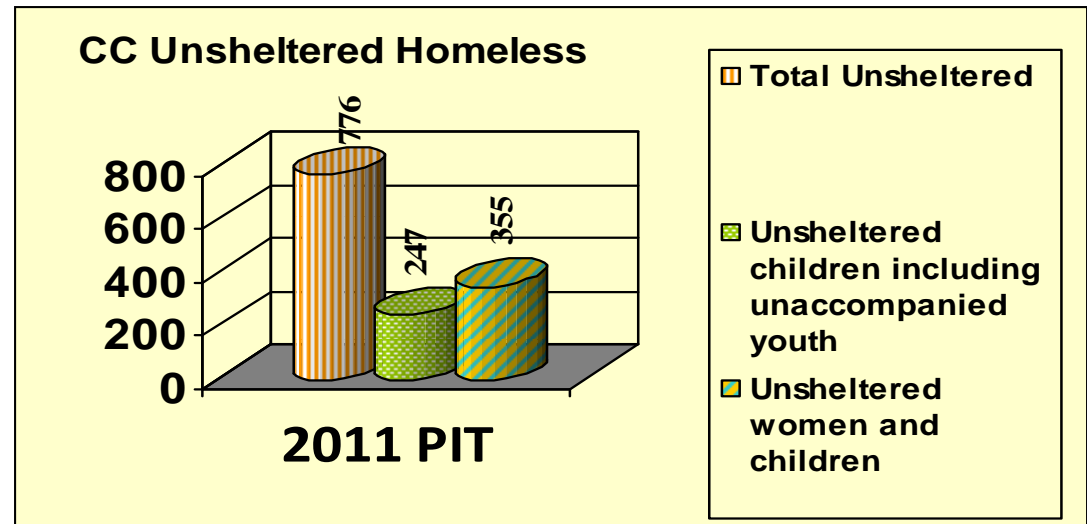 CC Unsheltered Homeless
776
247
355
800
600
400
200
0
2011 PIT
Total Unsheltered
Unsheltered
children including
unaccompanied
youth
Unsheltered
women and
children